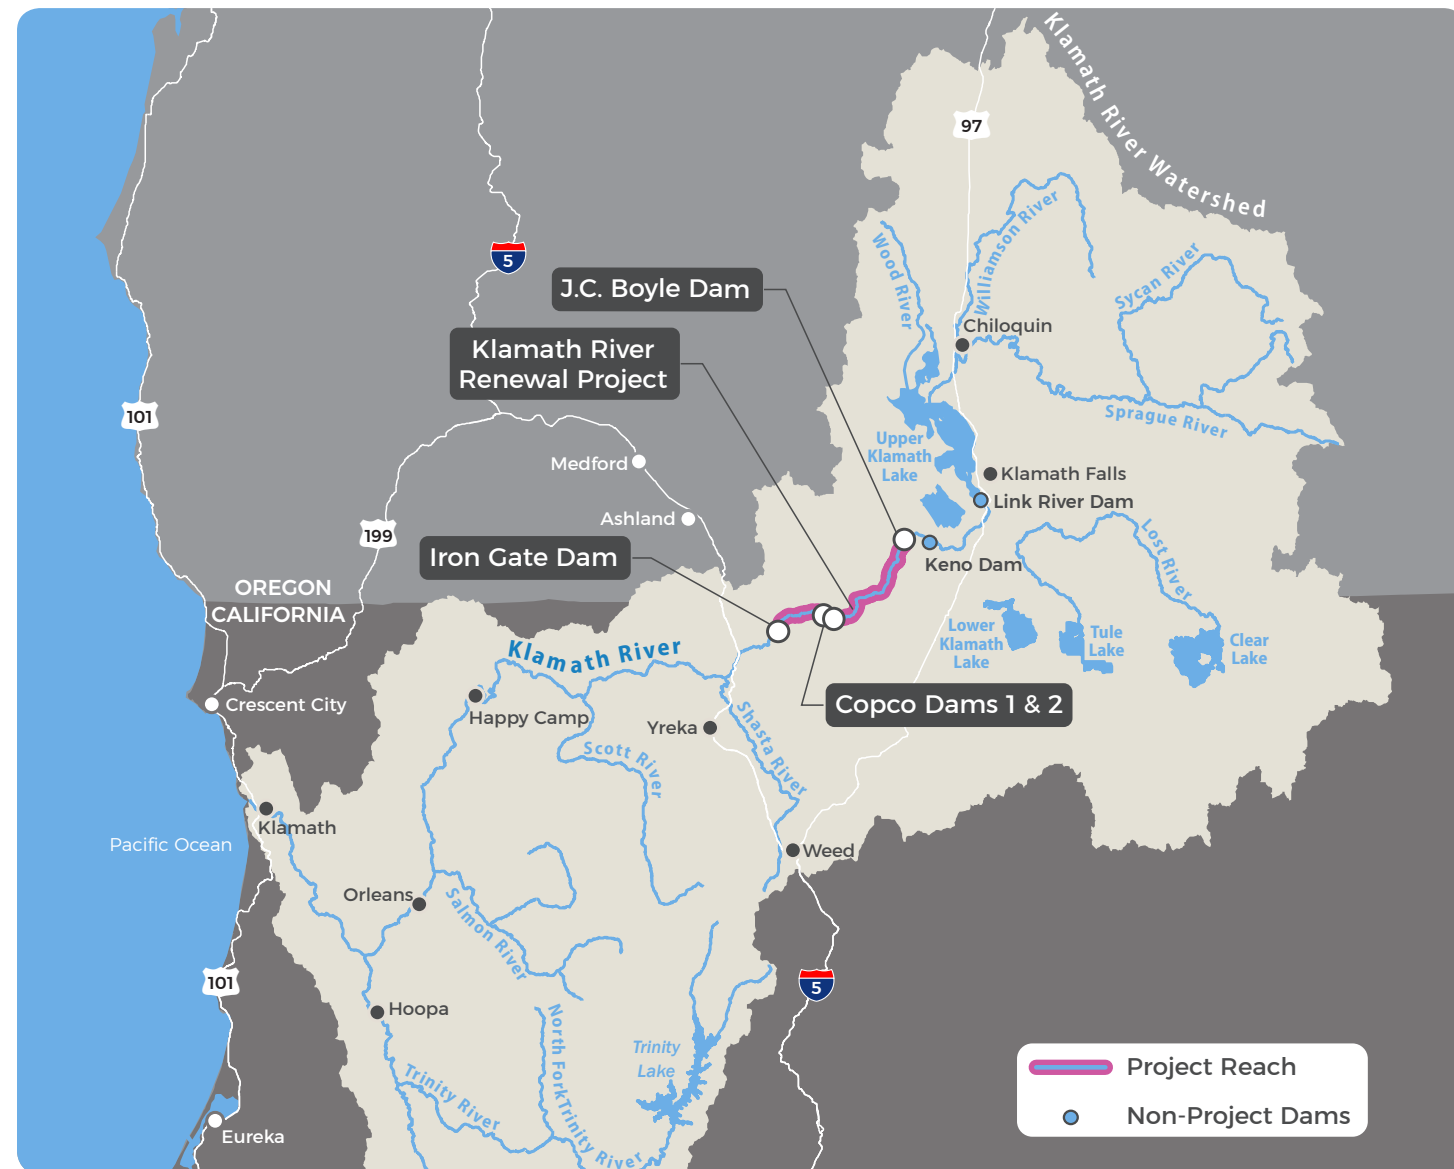 Klamath River Watershed
97
5
J.C. Boyle Dam
Wood River
Williamson River
Sycan River
Chiloquin
Klamath River
Renewal Project
101
Sprague River
Upper
Klamath
Lake
Medford
Klamath Falls
Link River Dam
Ashland
199
Lost River
Iron Gate Dam
Keno Dam
OREGON
CALIFORNIA
Lower
Klamath
Lake
Tule
Lake
Clear
Lake
Klamath River
Crescent City
Happy Camp
Yreka
Shasta River
Copco Dams 1 & 2
Scott River
Klamath
Pacific Ocean
Weed
Orleans
Salmon River
101
5
Hoopa
North Fork Trinity River
Trinity
Lake
Trinity River
Eureka
Project Reach
Non-Project Dams